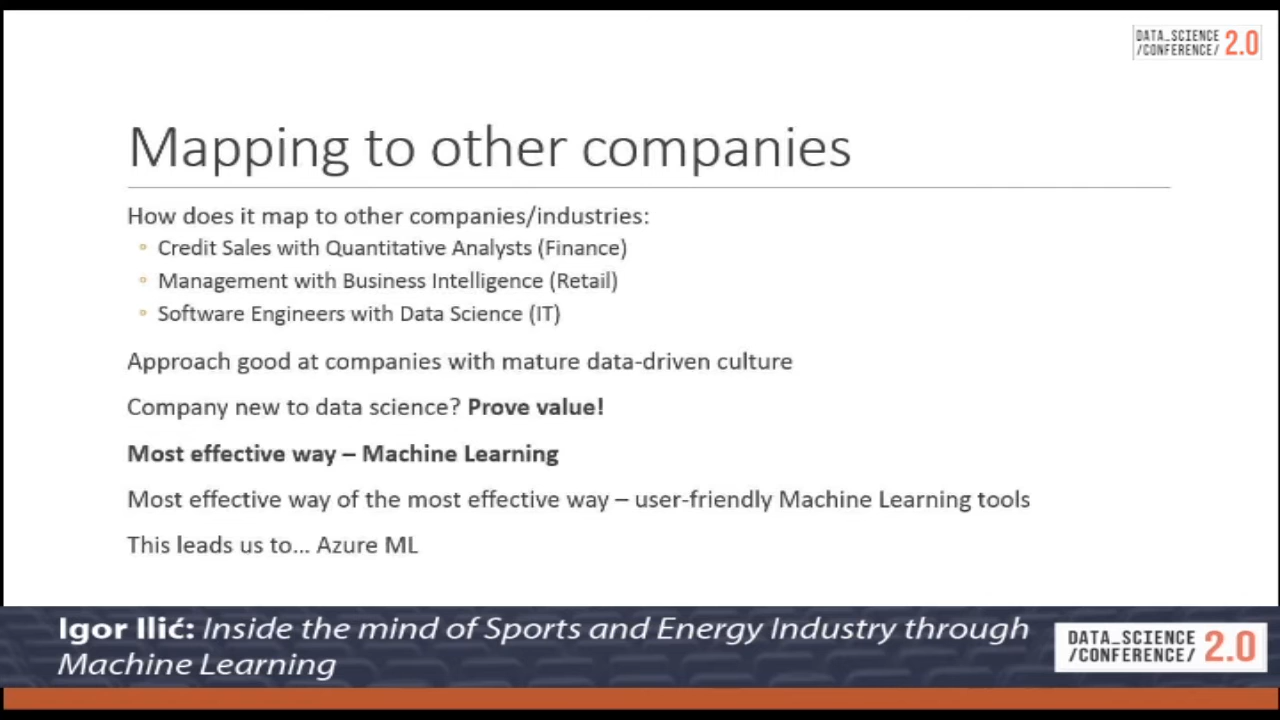 DATA_SCIENCE
/CONFERENCE/ 2.0
Mapping to other companies
How does it map to other companies/industries:
Credit Sales with Quantitative Analysts (Finance)
Management with Business Intelligence (Retail)
Software Engineers with Data Science (IT)
Approach good at companies with mature data-driven culture
Company new to data science? Prove value!
Most effective way – Machine Learning
Most effective way of the most effective way – user-friendly Machine Learning tools
This leads us to... Azure ML
Igor Ilić: Inside the mind of Sports and Energy Industry through
Machine Learning
DATA_SCIENCE
/CONFERENCE/ 2.0